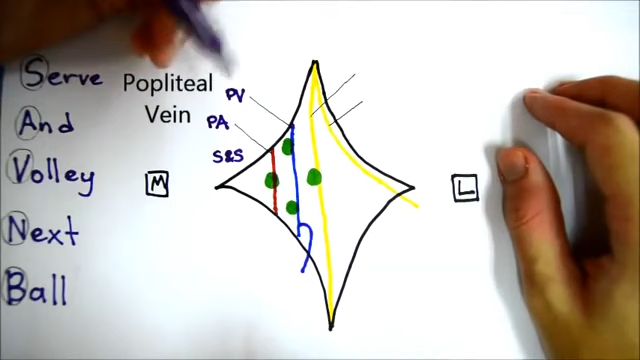 Serve
And
Volley
Next
Ball
Popliteal
Vein
PV
PA
S&S
M
L